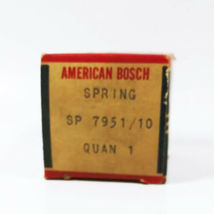 AMERICAN BOSCH
SPRING
SP 7951/10
QUAN 1